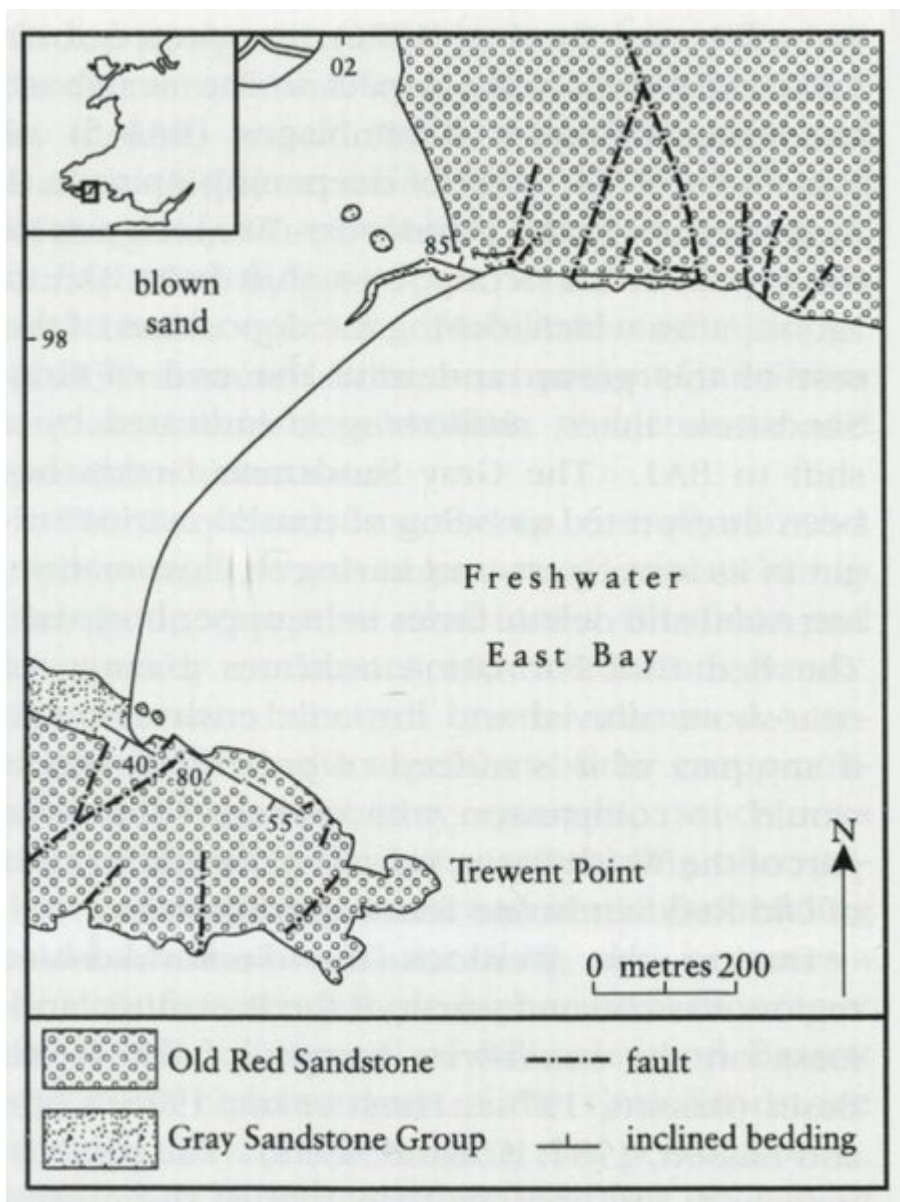 02
85
blown
sand
98
Freshwater
East Bay
40
80
55
Trewent Point
N
0 metres 200
Old Red Sandstone
fault
Gray Sandstone Group
inclined bedding